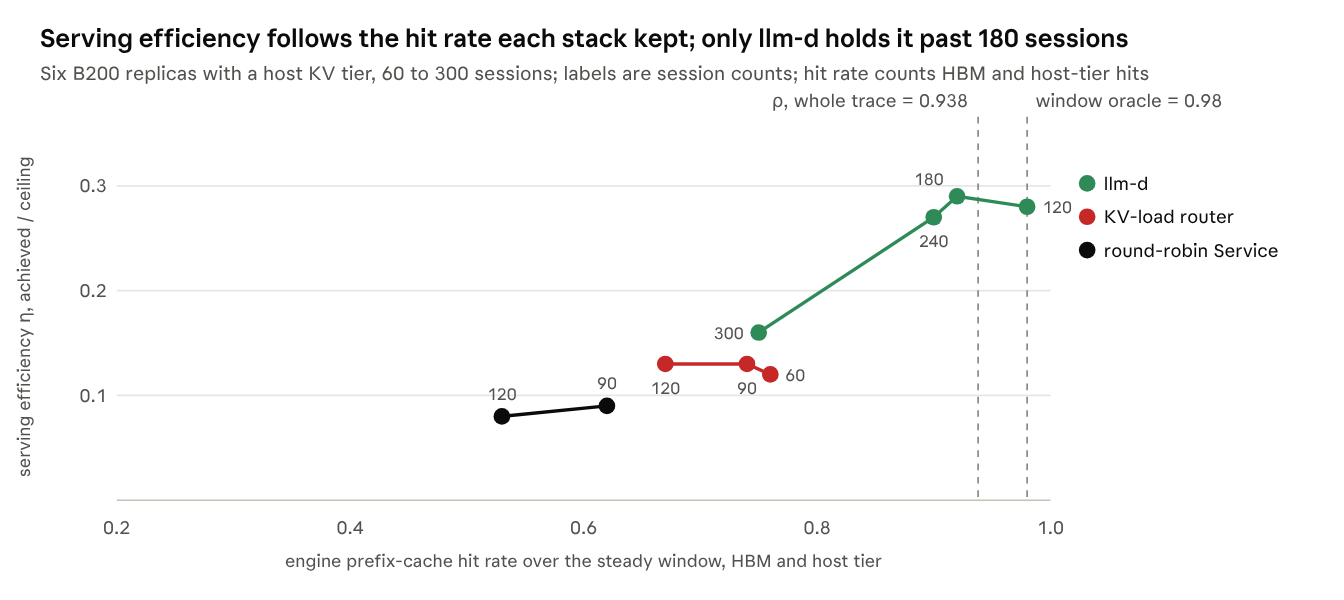 Serving efficiency follows the hit rate each stack kept; only llm-d holds it past 180 sessions
Six B200 replicas with a host KV tier, 60 to 300 sessions; labels are session counts; hit rate counts HBM and host-tier hits
ρ, whole trace = 0.938
window oracle = 0.98
serving efficiency η, achieved / ceiling
0.3
0.2
0.1
180
120
240
300
120
90
60
120
90
llm-d
KV-load router
round-robin Service
0.2
0.4
0.6
0.8
1.0
engine prefix-cache hit rate over the steady window, HBM and host tier